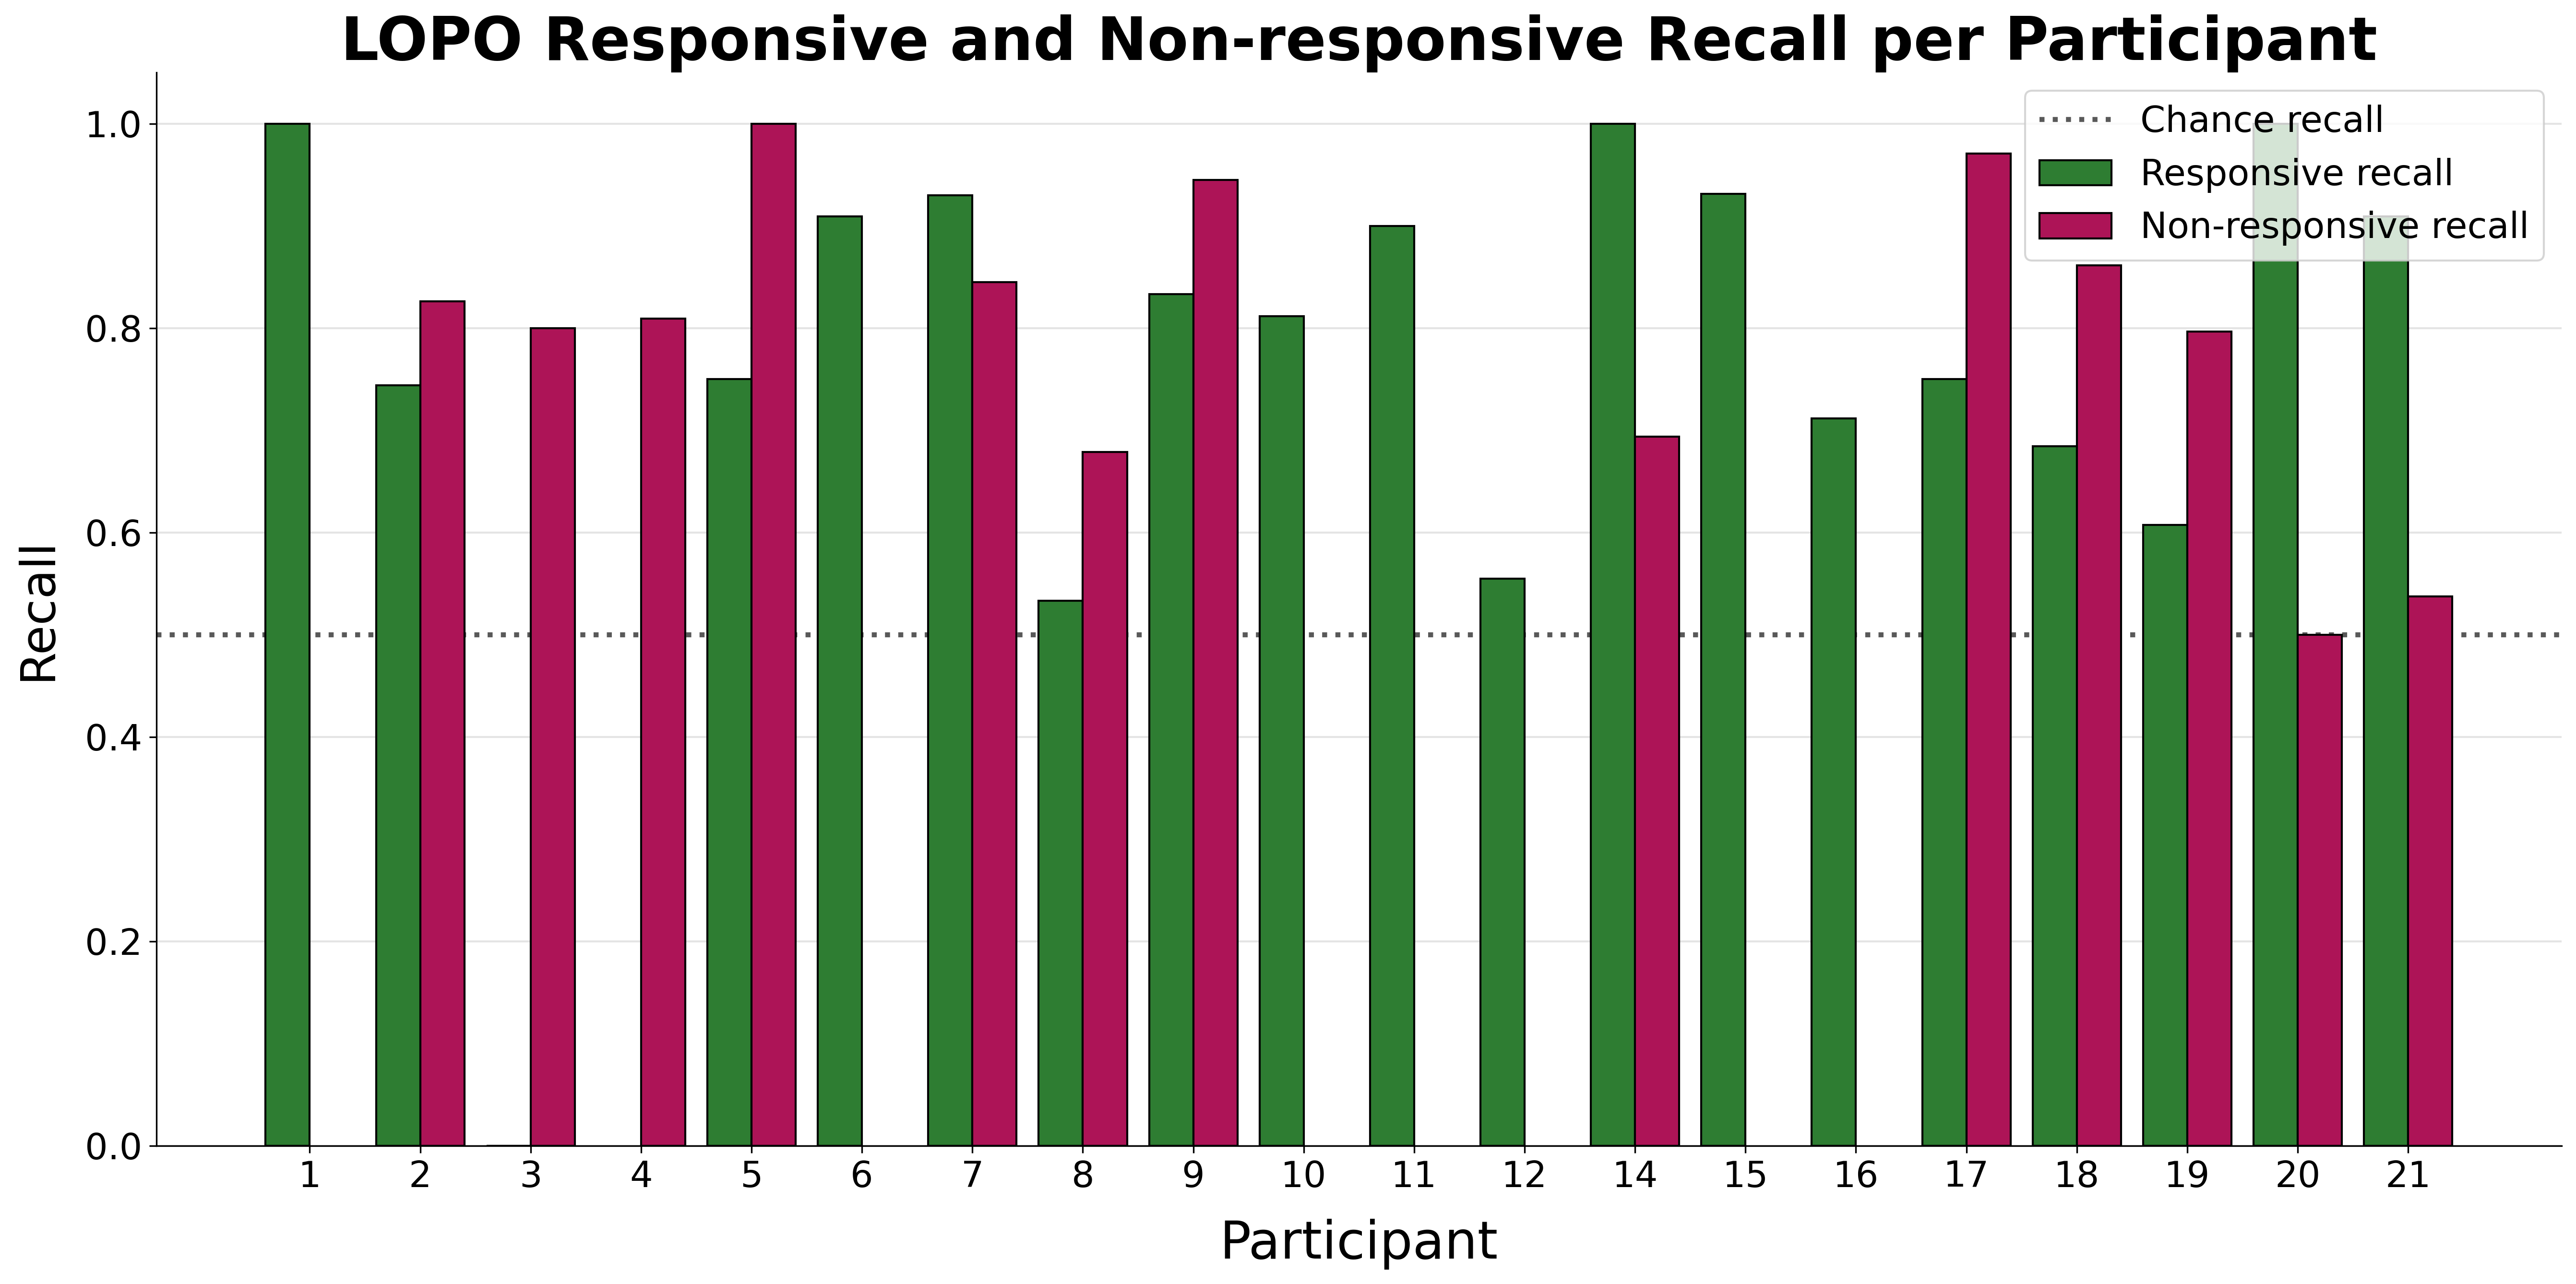 LOPO Responsive and Non-responsive Recall per Participant
Chance recall
Responsive recall
Non-responsive recall
Recall
1.0
0.8
0.6
0.4
0.2
0.0
1 2 3 4 5 6 7 8 9 10 11 12 14 15 16 17 18 19 20 21
Participant